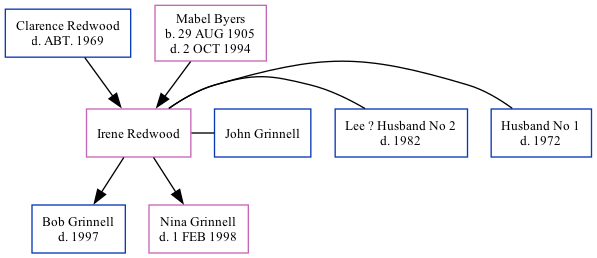 Clarence Redwood
d. ABT. 1969
Mabel Byers
b. 29 AUG 1905
d. 2 OCT 1994
Irene Redwood
John Grinnell
Lee ? Husband No 2
d. 1982
Husband No 1
d. 1972
Bob Grinnell
d. 1997
Nina Grinnell
d. 1 FEB 1998